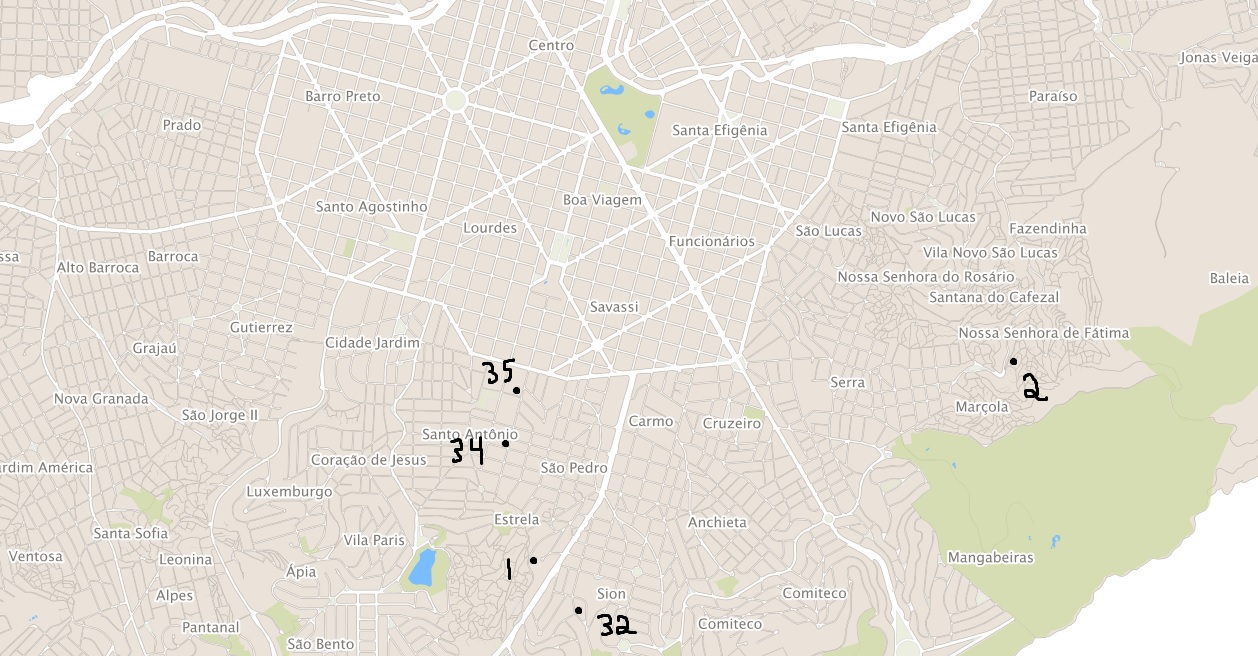 Centro
Jonas Veiga
Barro Preto
Paraíso
Prado
Santa Efigênia
Santa Efigênia
Boa Viagem
Santo Agostinho
Novo São Lucas
Lourdes
São Lucas
Fazendinha
Funcionários
Vila Novo São Lucas
ssa
Barroca
Alto Barroca
Nossa Senhora do Rosário
Baleia
Santana do Cafezal
Savassi
Gutierrez
Nossa Senhora de Fátima
Cidade Jardim
Grajaú
35
Serra
2
Nova Granada
Marçola
São Jorge II
Carmo
Cruzeiro
Santo Antônio
34
Coração de Jesus
rdim América
São Pedro
Luxemburgo
Estrela
Anchieta
Santa Sofia
Vila Paris
Ventosa
Leonina
Mangabeiras
1
Ápia
Alpes
Sion
Comiteco
32
Comiteco
Pantanal
São Bento